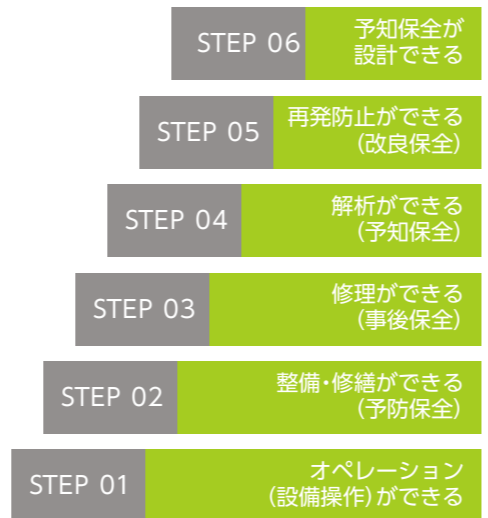 STEP 06
予知保全が
設計できる
STEP 05
再発防止ができる
(改良保全)
STEP 04
解析ができる
(予知保全)
STEP 03
修理ができる
(事後保全)
STEP 02
整備・修繕ができる
(予防保全)
STEP 01
オペレーション
(設備操作)ができる